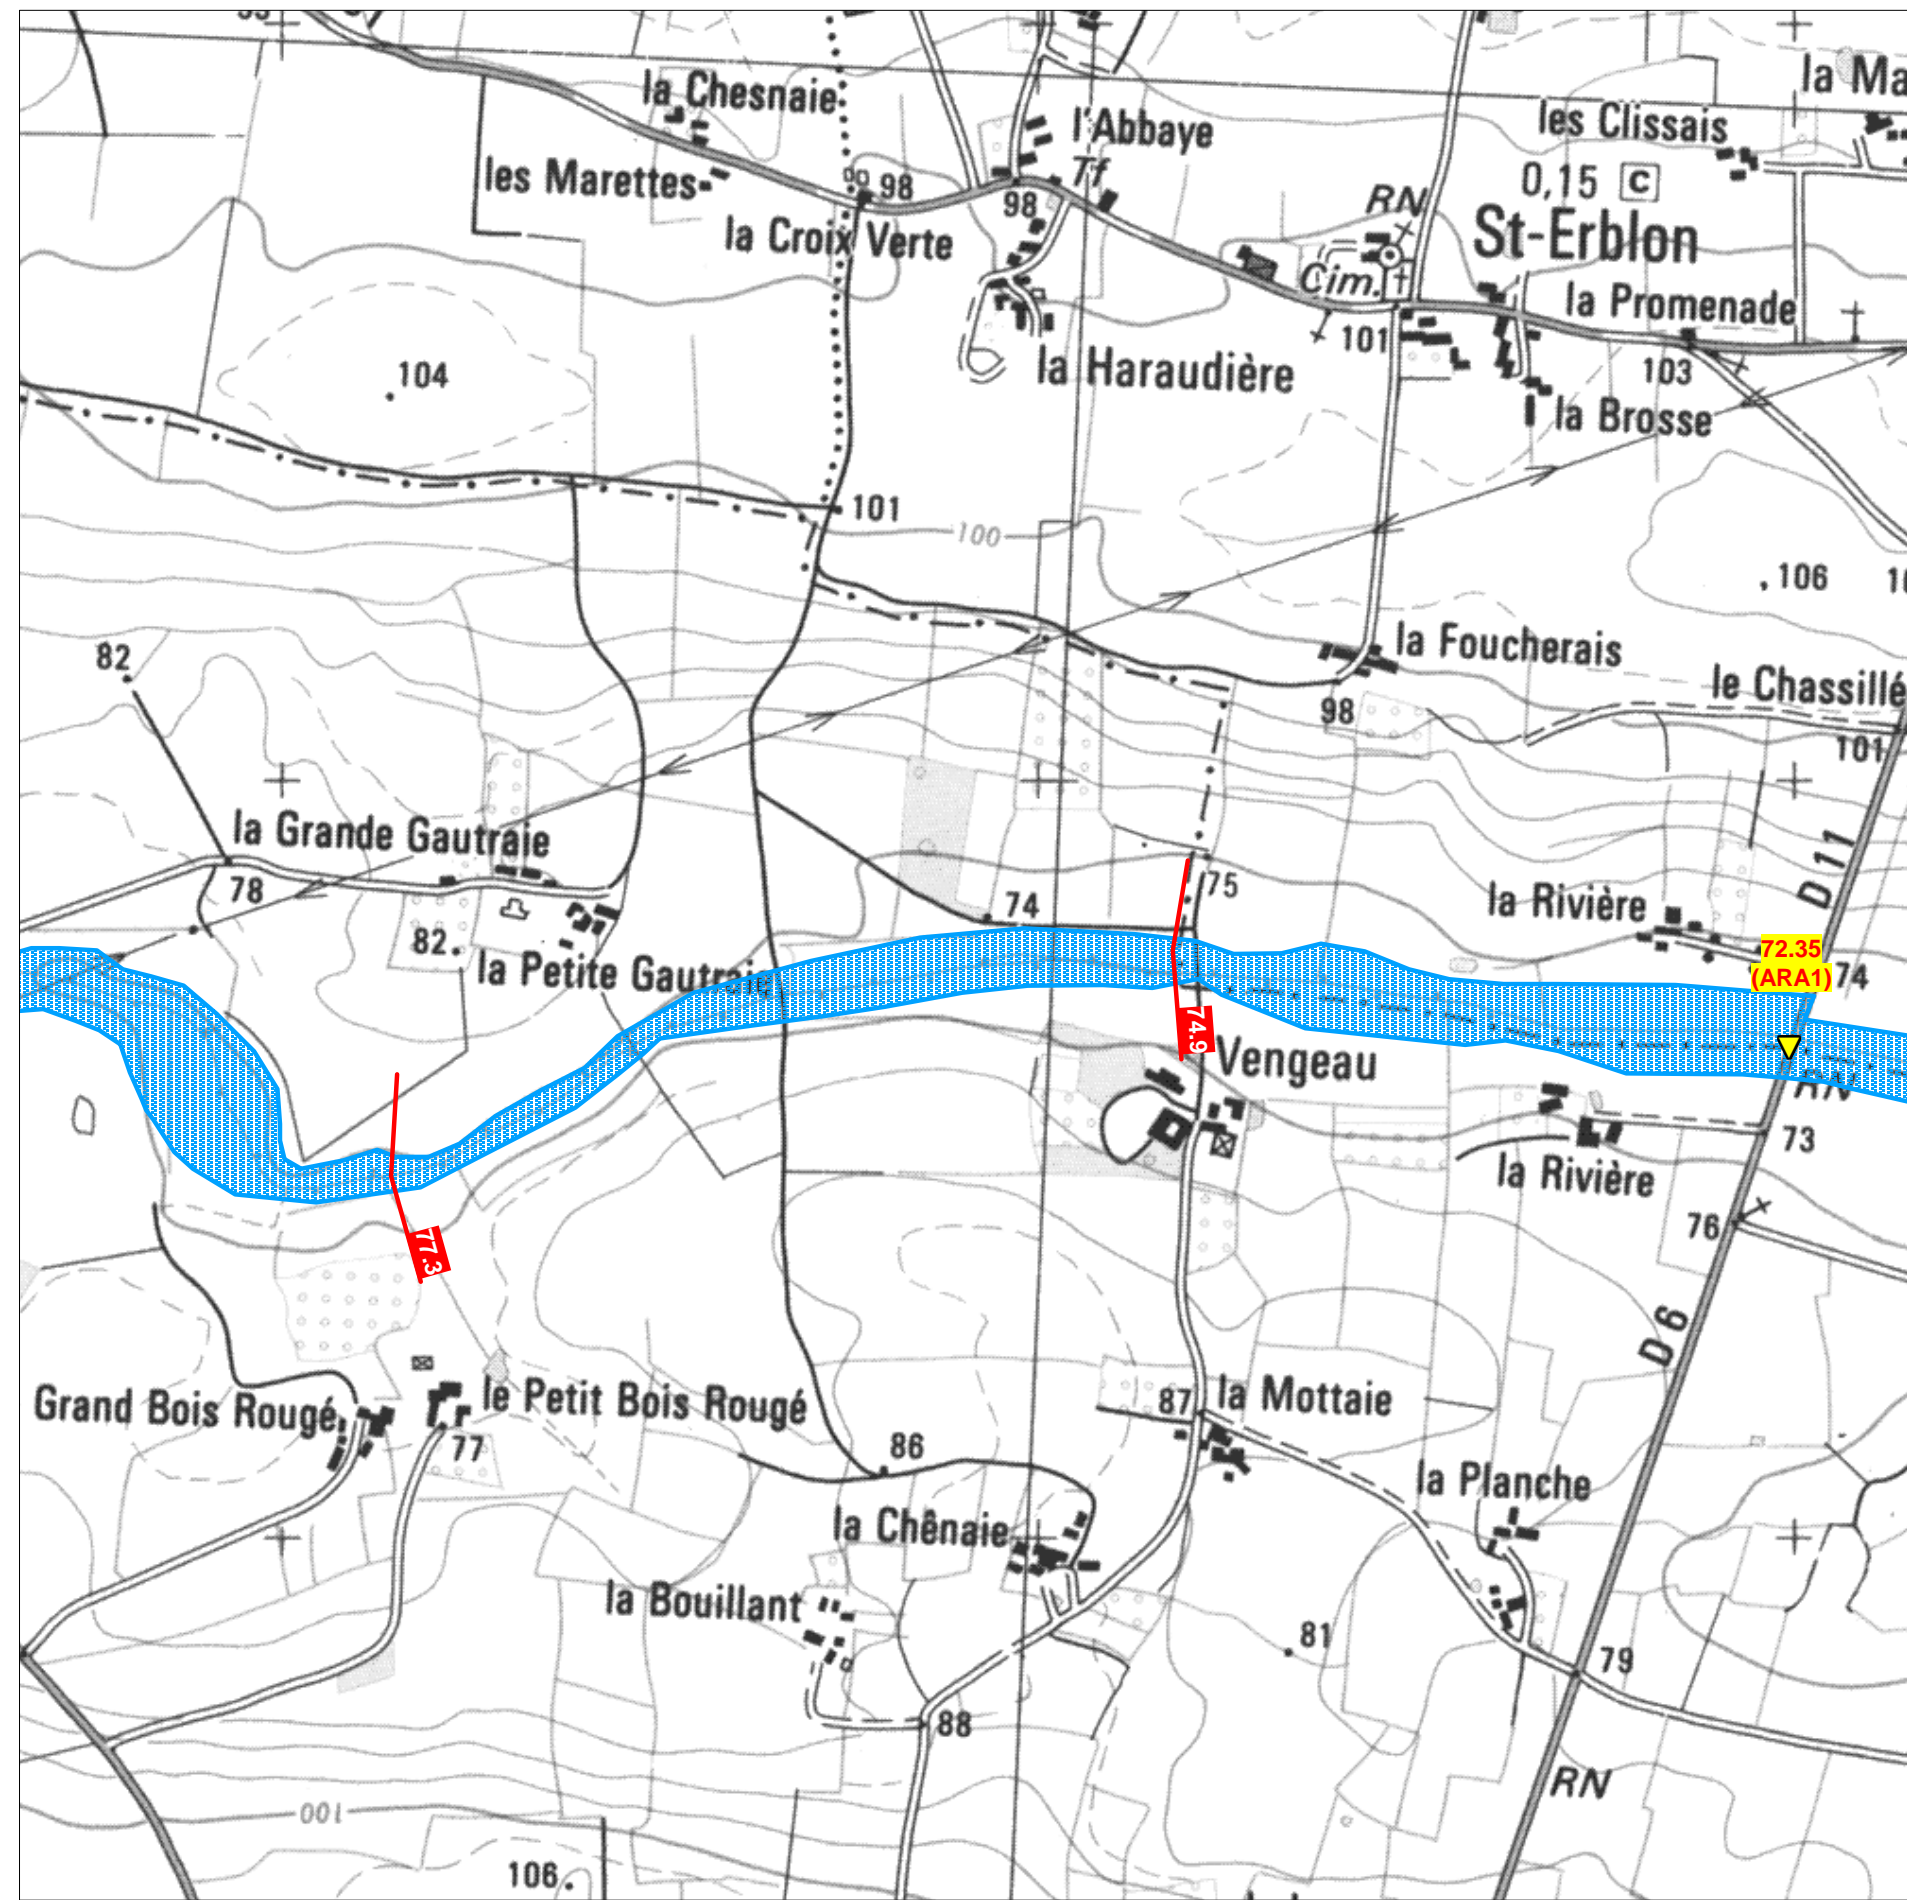 la Chesnaie
l'Abbaye
les Clissais
la Ma
les Marettes
98
Tf
0,15 C
98
RN
St-Erblon
la Croix Verte
Cim.
la Promenade
101
la Haraudière
103
104
la Brosse
101
100
106
la Foucherais
82
le Chassillé
98
101
la Grande Gautraie
D 11
78
75
74
la Rivière
82
72.35
(ARA1)
74
la Petite Gautraie
74.9
Vengeau
RN
73
la Rivière
76
77.3
D 6
Grand Bois Rougé
le Petit Bois Rougé
87
la Mottaie
77
86
la Planche
la Chênaie
la Bouillant
81
79
88
RN
100
106